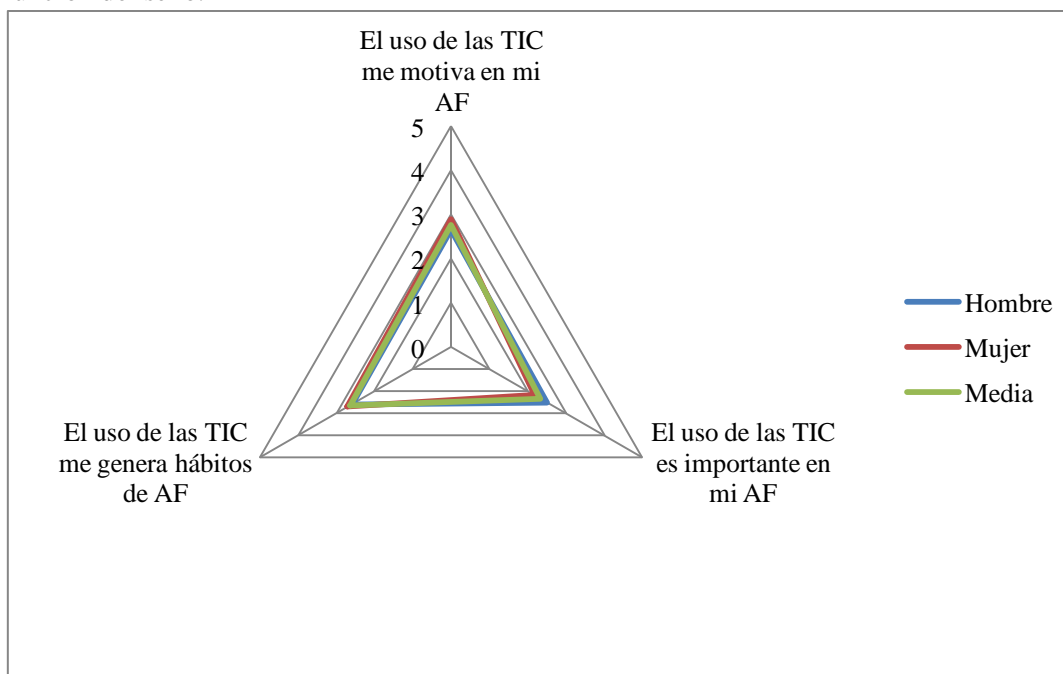 El uso de las TIC
me motiva en mi
AF
5
4
3
2
1
0
Hombre
Mujer
Media
El uso de las TIC
me genera hábitos
de AF
El uso de las TIC
es importante en
mi AF